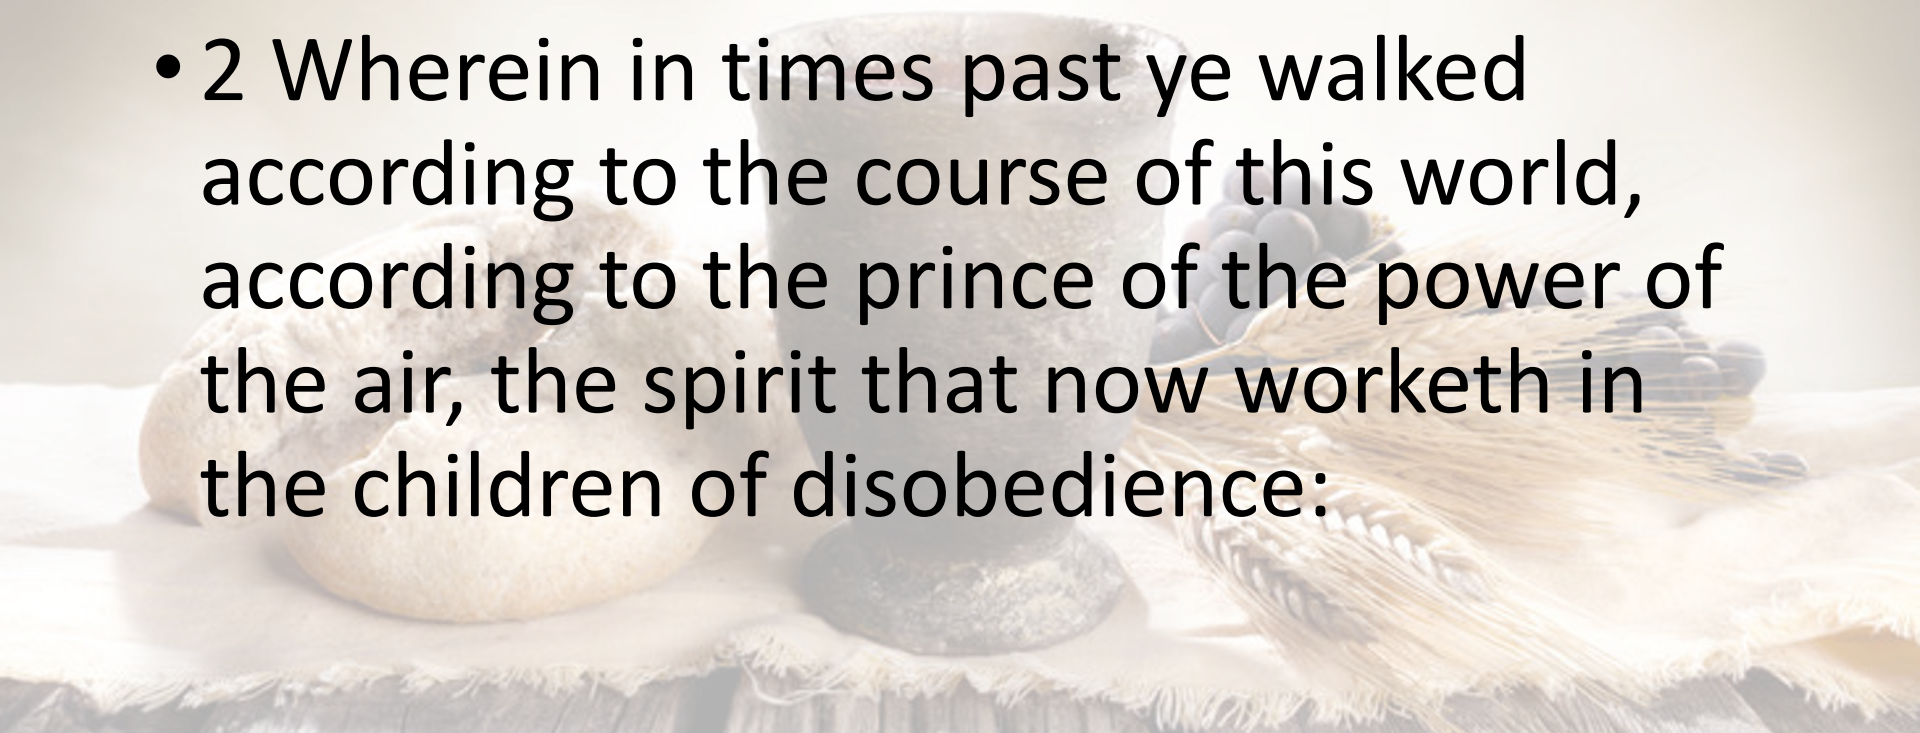 • 2 Wherein in times past ye walked
according to the course of this world,
according to the prince of the power of
the air, the spirit that now worketh in
the children of disobedience: